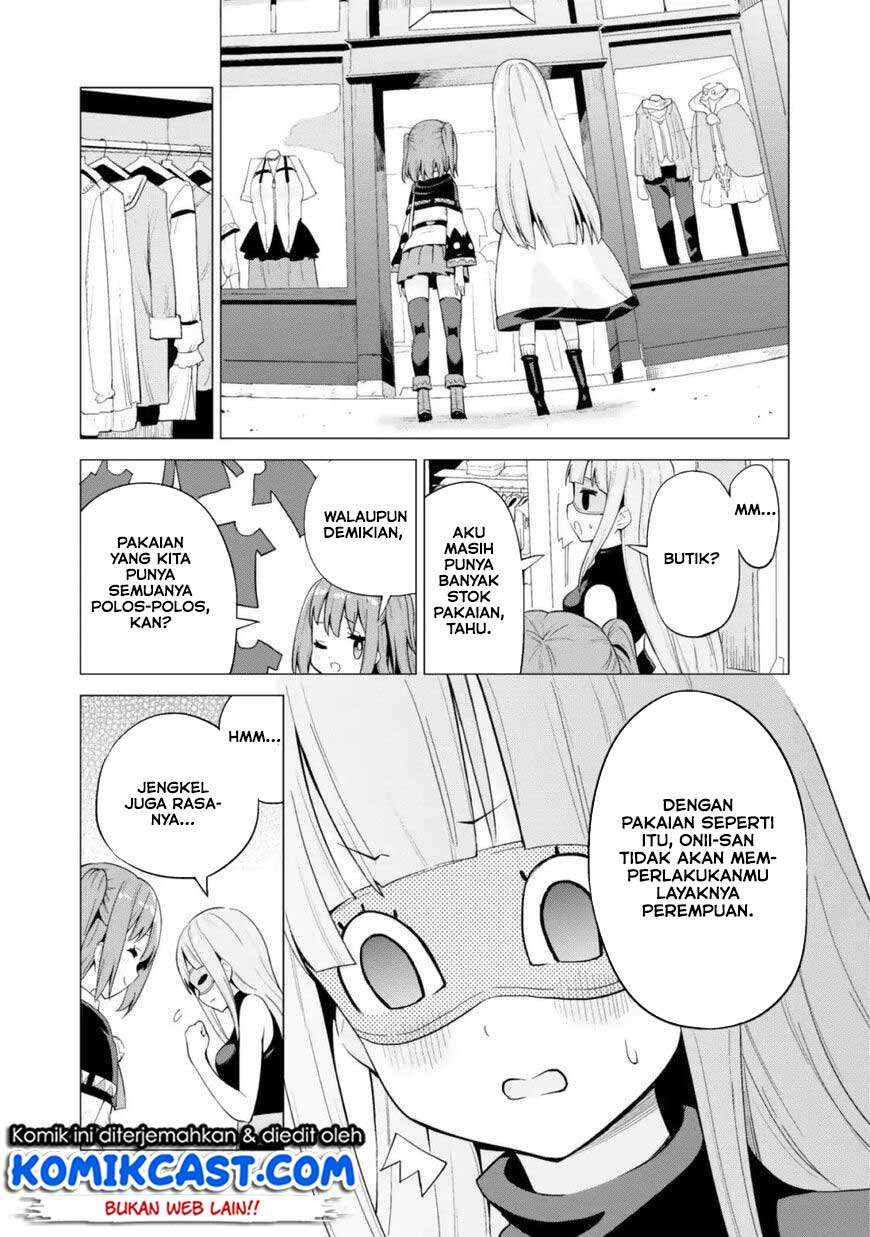 MM...
BUTIK?
AKU
MASIH
PUNYA
BANYAK
STOK
PAKAIAN,
TAHU.
WALAUPUN
DEMIKIAN,
PAKAIAN
YANG KITA
PUNYA
SEMUANYA
POLOS-POLOS,
KAN?
DENGAN
PAKAIAN SEPERTI
ITU, ONII-SAN
TIDAK AKAN MEM-
PERLAKUKANMU
LAYAKNYA
PEREMPUAN.
HMM...
JENGKEL
JUGA RASA-
NYA...
Komik ini diterjemahkan & diedit oleh
KOMIKCAST.COM
BUKAN WEB LAIN!!